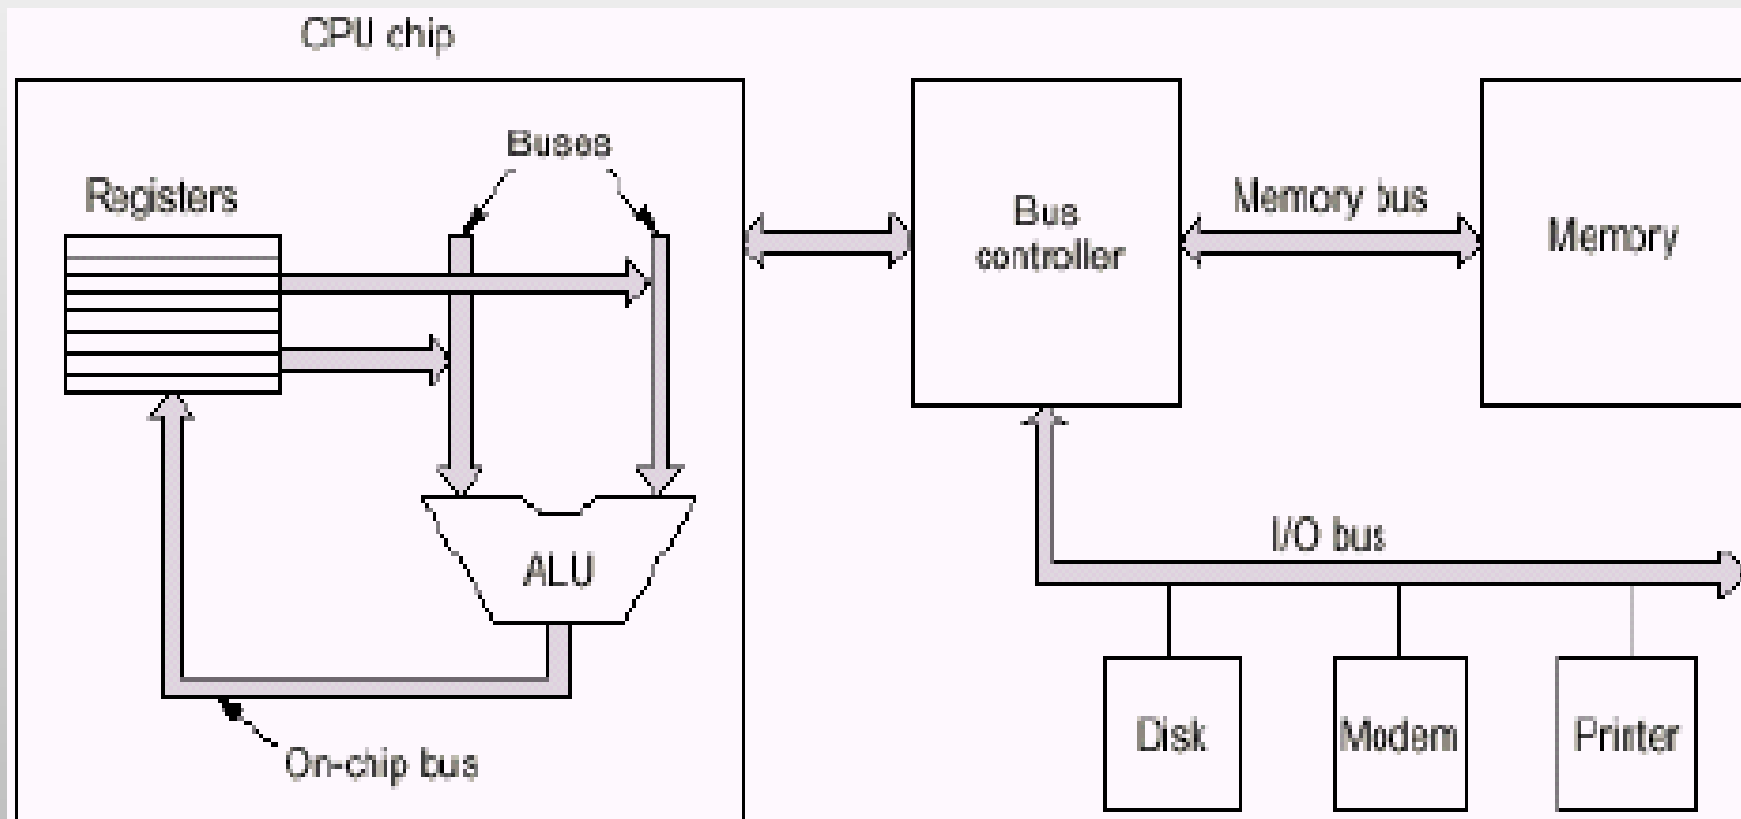 CPU chip
Buses
Registers
Bus
controller
Memory bus
Memory
ALU
I/O bus
On-chip bus
Disk
Modem
Printer